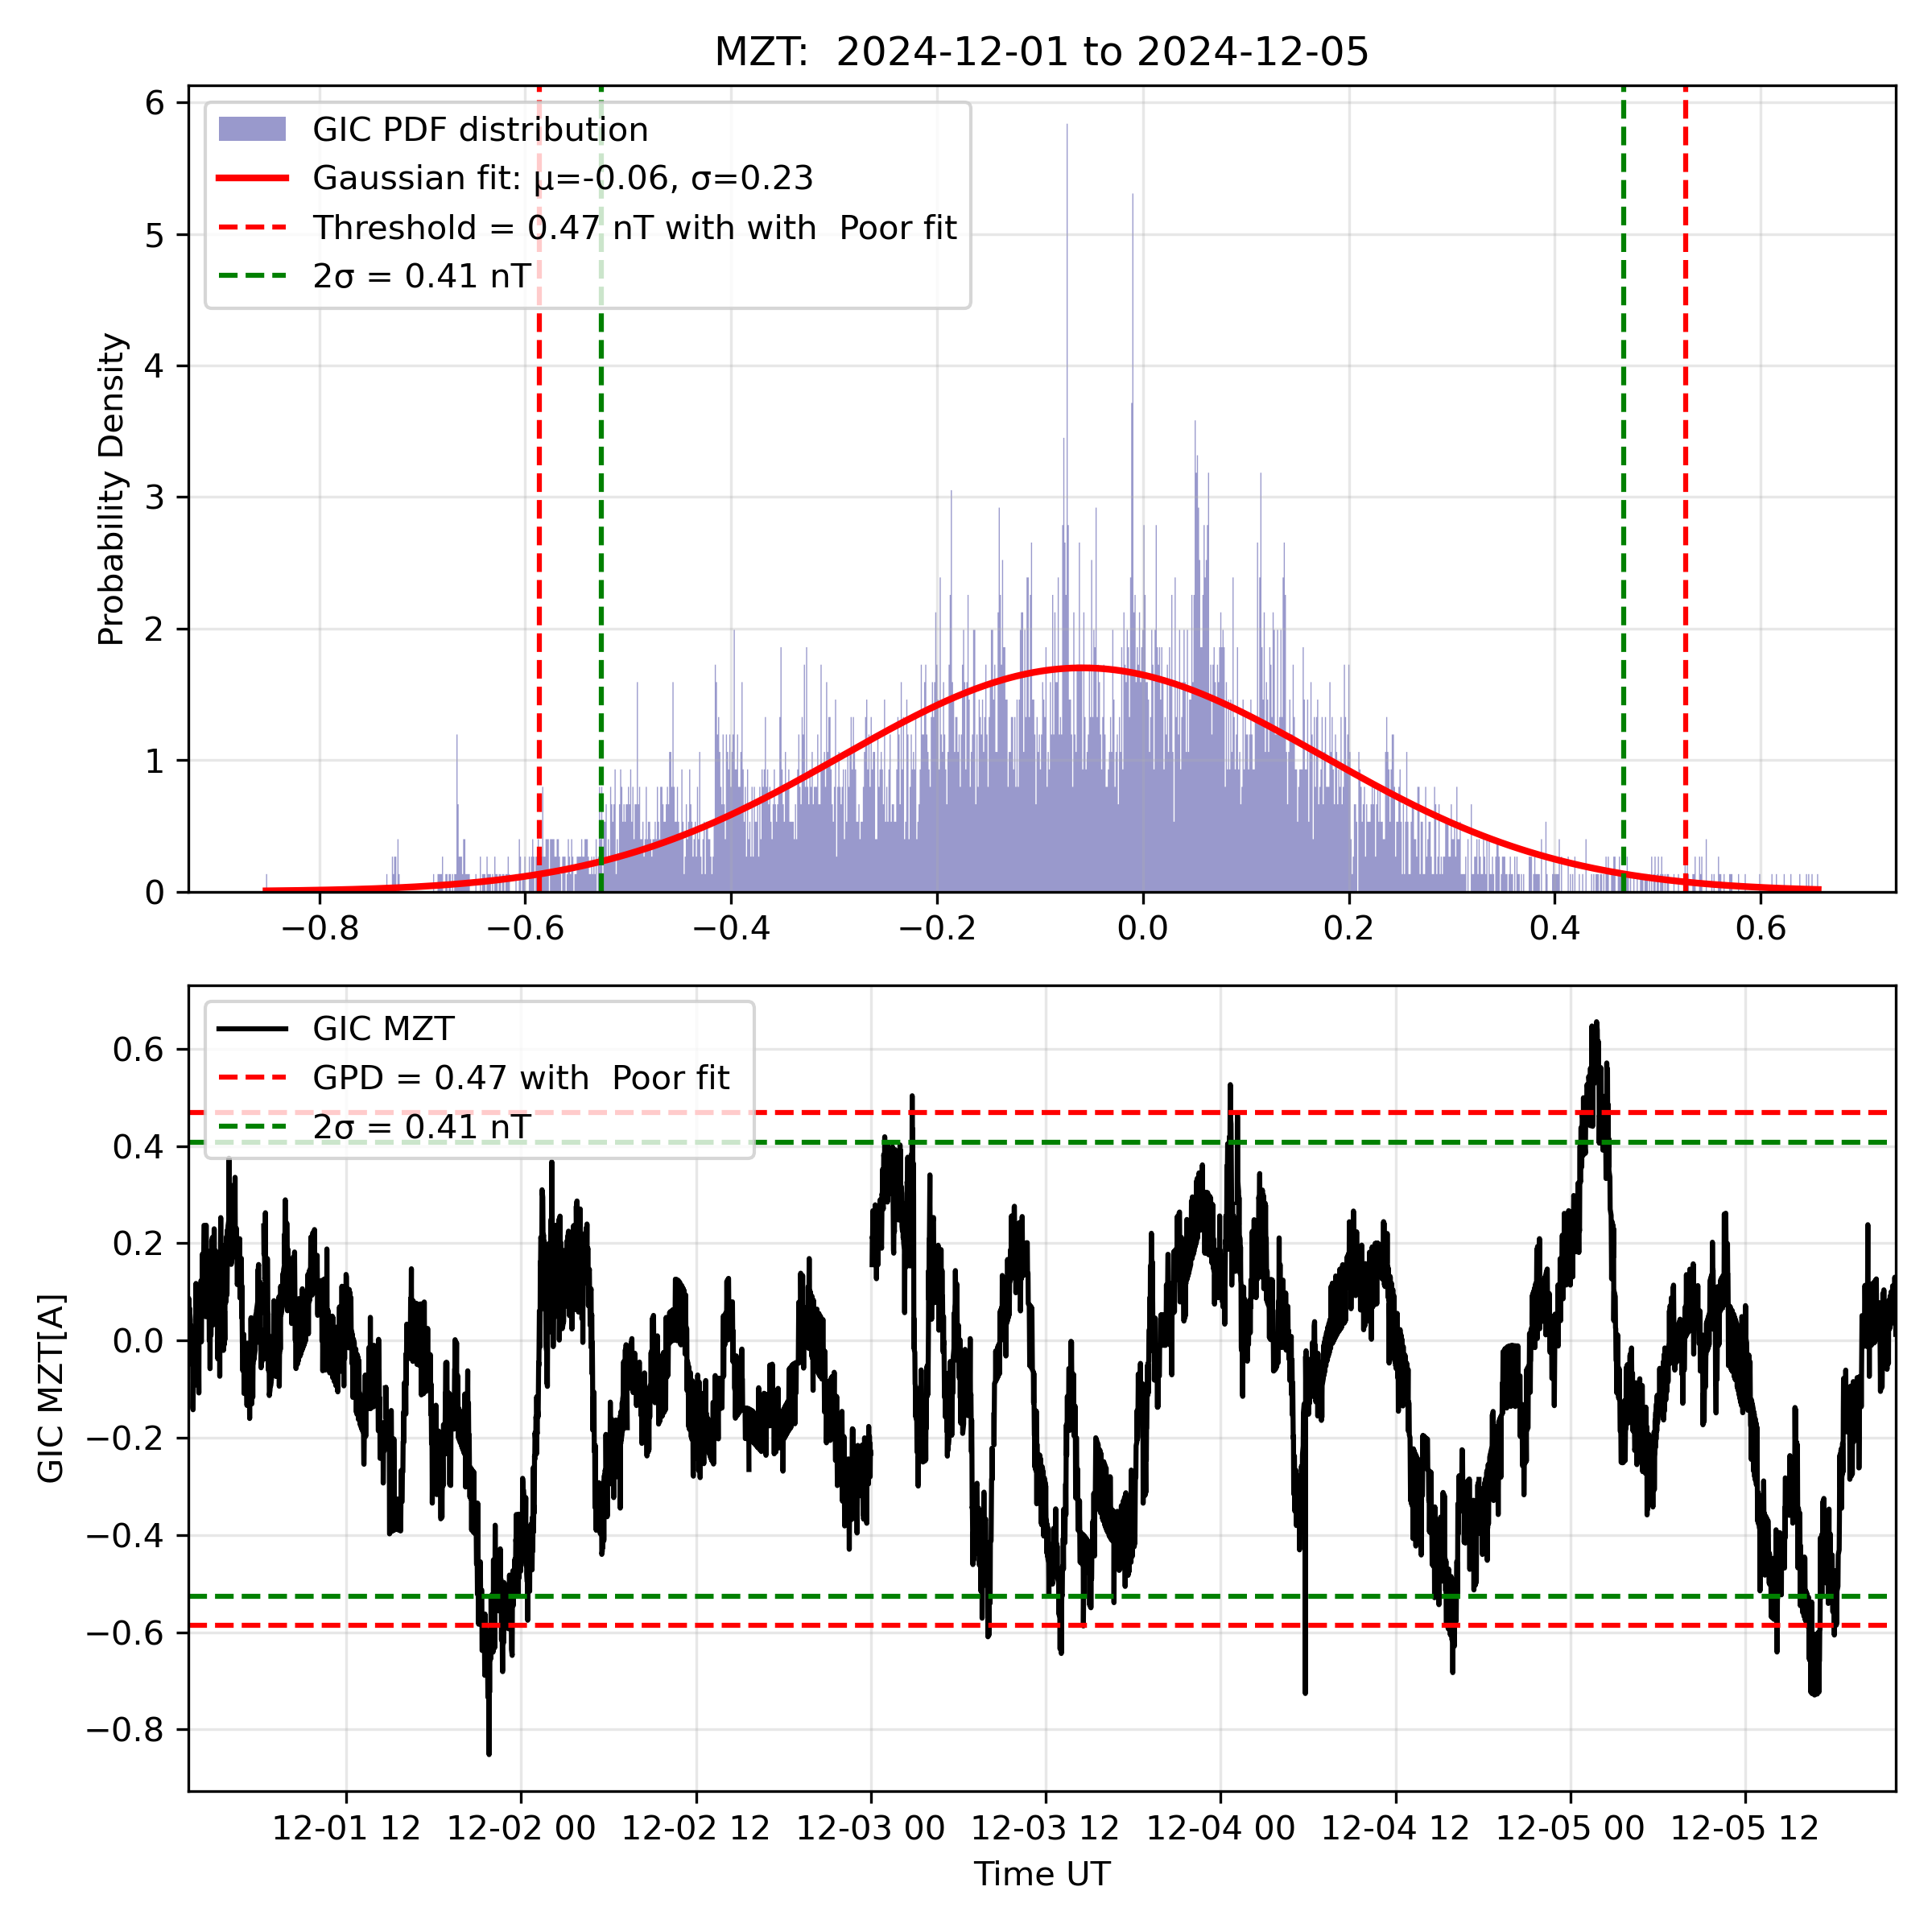 MZT:  2024-12-01 to 2024-12-05
GIC PDF distribution
Gaussian fit: μ=-0.06, σ=0.23
Threshold = 0.47 nT with with  Poor fit
2σ = 0.41 nT
Probability Density
6
5
4
3
2
1
0
−0.8 −0.6 −0.4 −0.2 0.0 0.2 0.4 0.6
GIC MZT
GPD = 0.47 with  Poor fit
2σ = 0.41 nT
GIC MZT[A]
0.6
0.4
0.2
0.0
−0.2
−0.4
−0.6
−0.8
12-01 12 12-02 00 12-02 12 12-03 00 12-03 12 12-04 00 12-04 12 12-05 00 12-05 12
Time UT